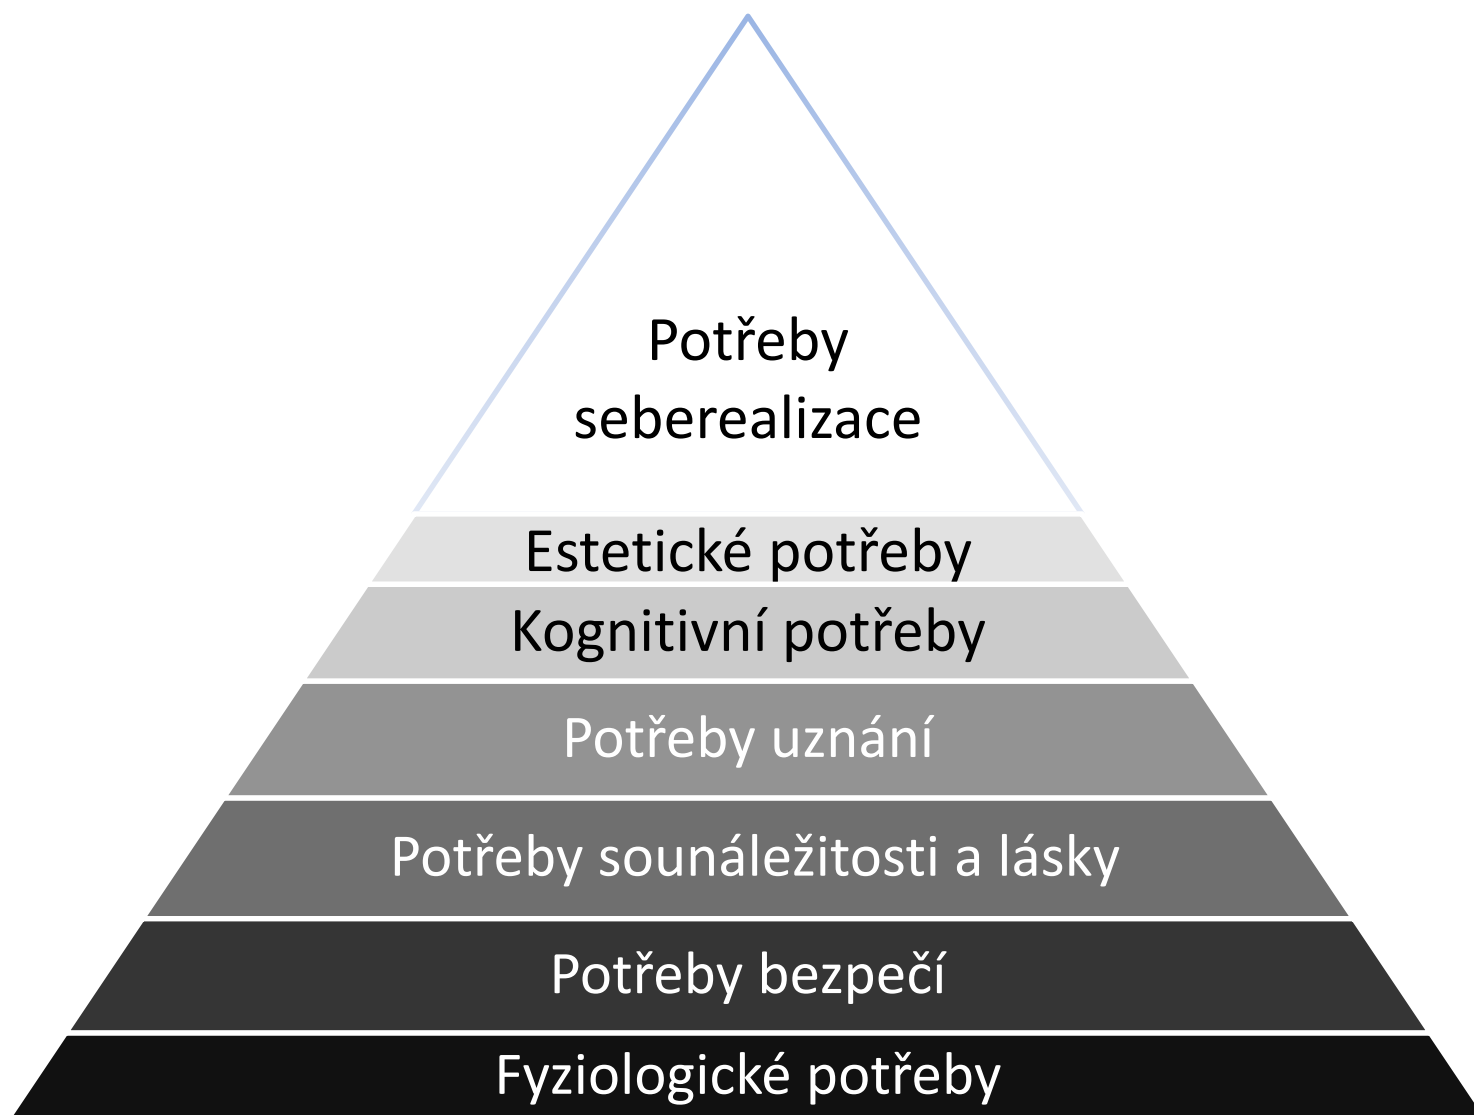 Potřeby
seberealizace
Estetické potřeby
Kognitivní potřeby
Potřeby uznání
Potřeby sounáležitosti a lásky
Potřeby bezpečí
Fyziologické potřeby